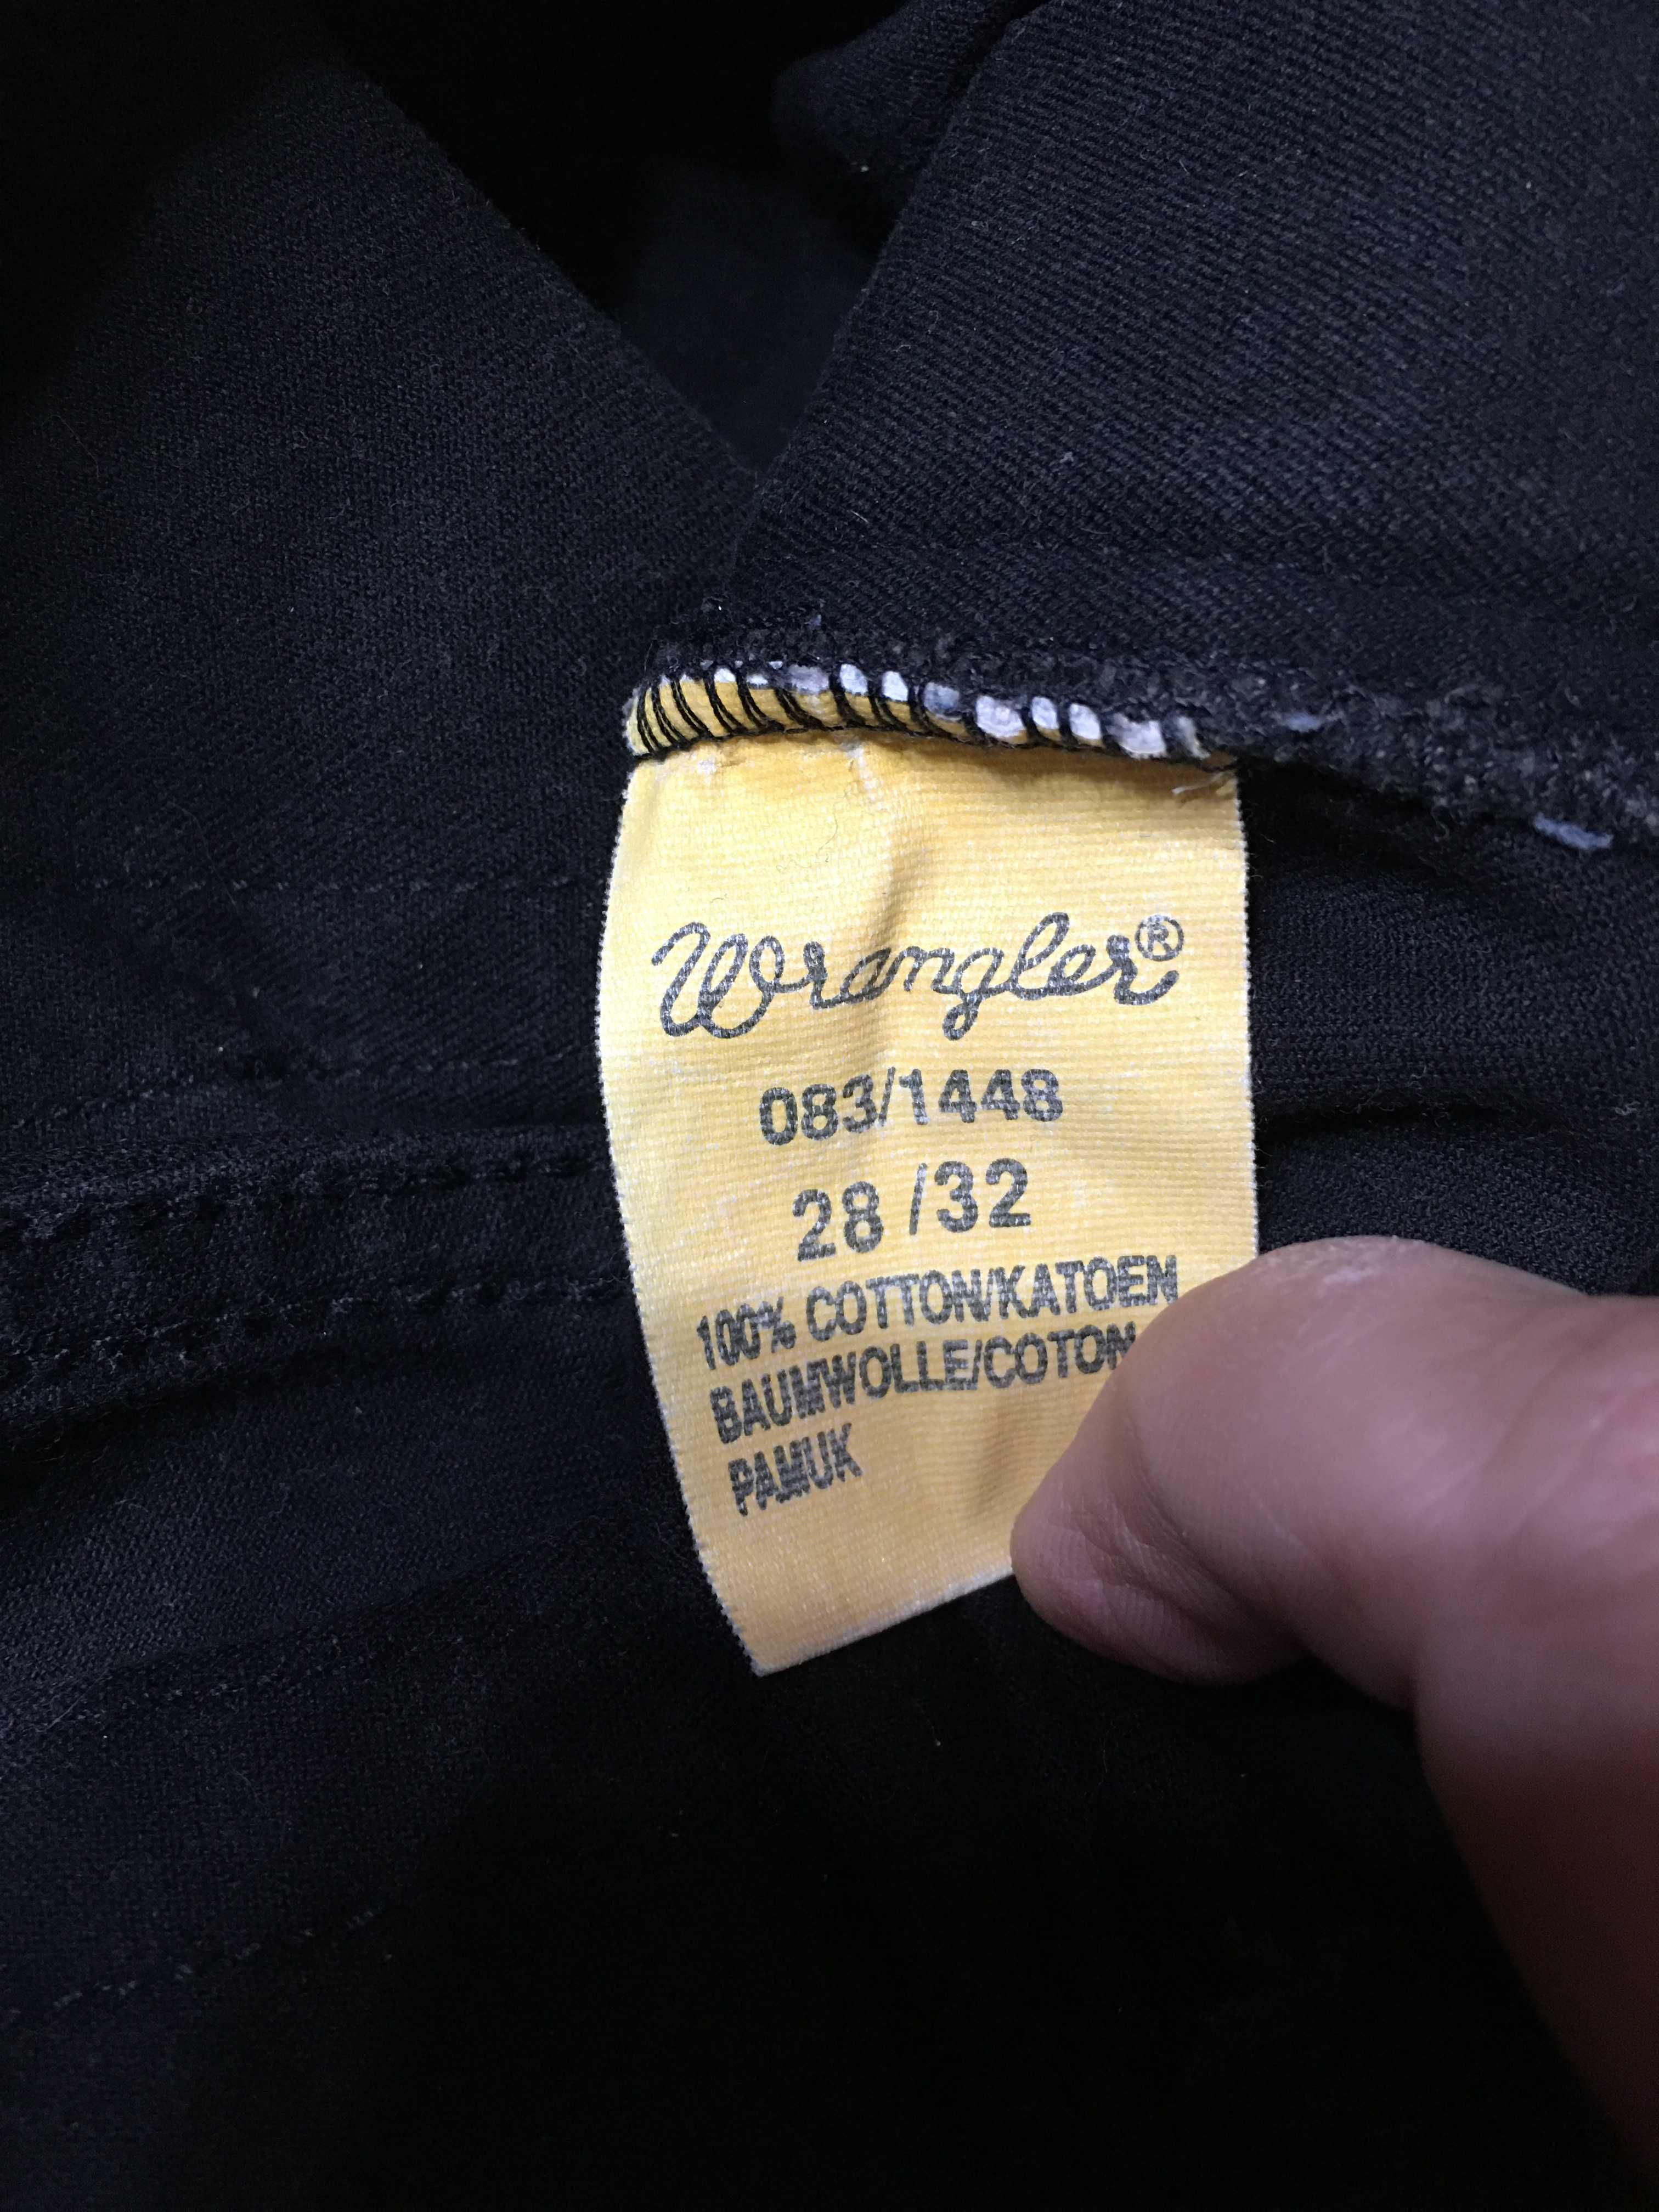 Wrangler®
083/1448
28/32
100% COTTON/KATOEN
BAUMWOLLE/COTON
PAMUK